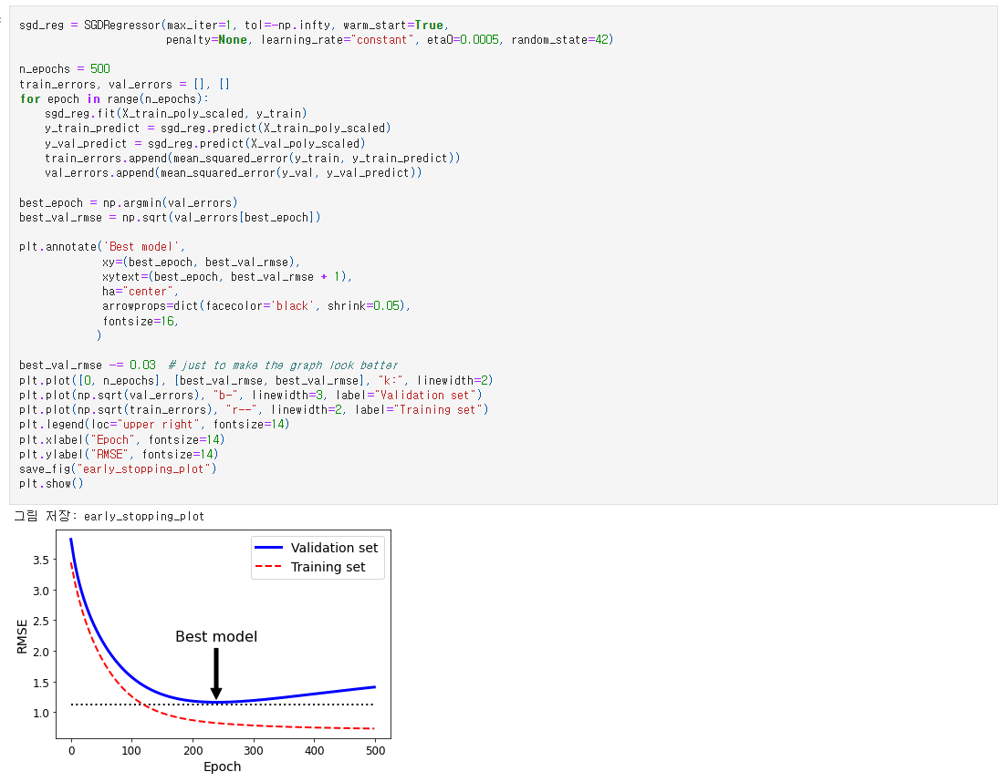 sgd_reg = SGDRegressor(max_iter=1, tol=-np.infty, warm_start=True,
                       penalty=None, learning_rate="constant", eta0=0.0005, random_state=42)
n_epochs = 500
train_errors, val_errors = [], []
for epoch in range(n_epochs):
    sgd_reg.fit(X_train_poly_scaled, y_train)
    y_train_predict = sgd_reg.predict(X_train_poly_scaled)
    y_val_predict = sgd_reg.predict(X_val_poly_scaled)
    train_errors.append(mean_squared_error(y_train, y_train_predict))
    val_errors.append(mean_squared_error(y_val, y_val_predict))
best_epoch = np.argmin(val_errors)
best_val_rmse = np.sqrt(val_errors[best_epoch])
plt.annotate('Best model',
             xy=(best_epoch, best_val_rmse),
             xytext=(best_epoch, best_val_rmse + 1),
             ha="center",
             arrowprops=dict(facecolor='black', shrink=0.05),
             fontsize=16,
            )
best_val_rmse -= 0.03  # just to make the graph look better
plt.plot([0, n_epochs], [best_val_rmse, best_val_rmse], "k:", linewidth=2)
plt.plot(np.sqrt(val_errors), "b-", linewidth=3, label="Validation set")
plt.plot(np.sqrt(train_errors), "r--", linewidth=2, label="Training set")
plt.legend(loc="upper right", fontsize=14)
plt.xlabel("Epoch", fontsize=14)
plt.ylabel("RMSE", fontsize=14)
save_fig("early_stopping_plot")
plt.show()
그림 저장: early_stopping_plot
Validation set
Training set
Best model
RMSE
3.5
3.0
2.5
2.0
1.5
1.0
0 100 200 300 400 500
Epoch